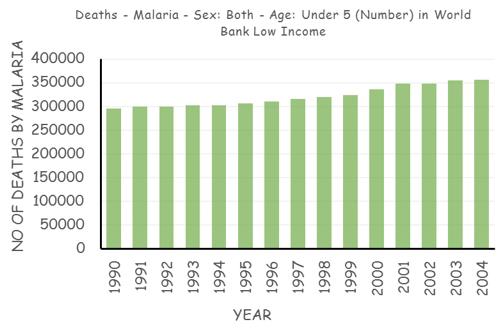 Deaths - Malaria - Sex: Both - Age: Under 5 (Number) in World
Bank Low Income
NO OF DEATHS BY MALARIA
400000
350000
300000
250000
200000
150000
100000
50000
0
1990 1991 1992 1993 1994 1995 1996 1997 1998 1999 2000 2001 2002 2003 2004
YEAR